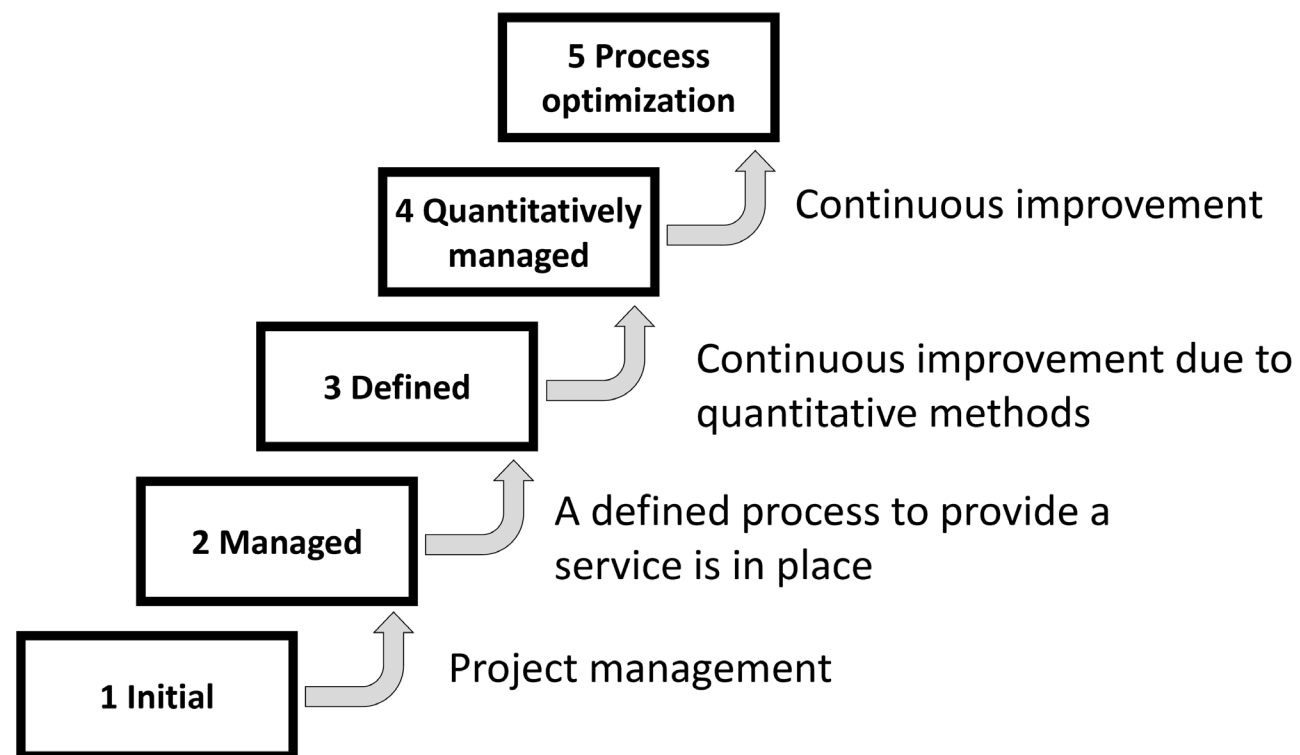 5 Process
optimization
4 Quantitatively
managed
Continuous improvement
3 Defined
Continuous improvement due to
quantitative methods
2 Managed
A defined process to provide a
service is in place
1 Initial
Project management